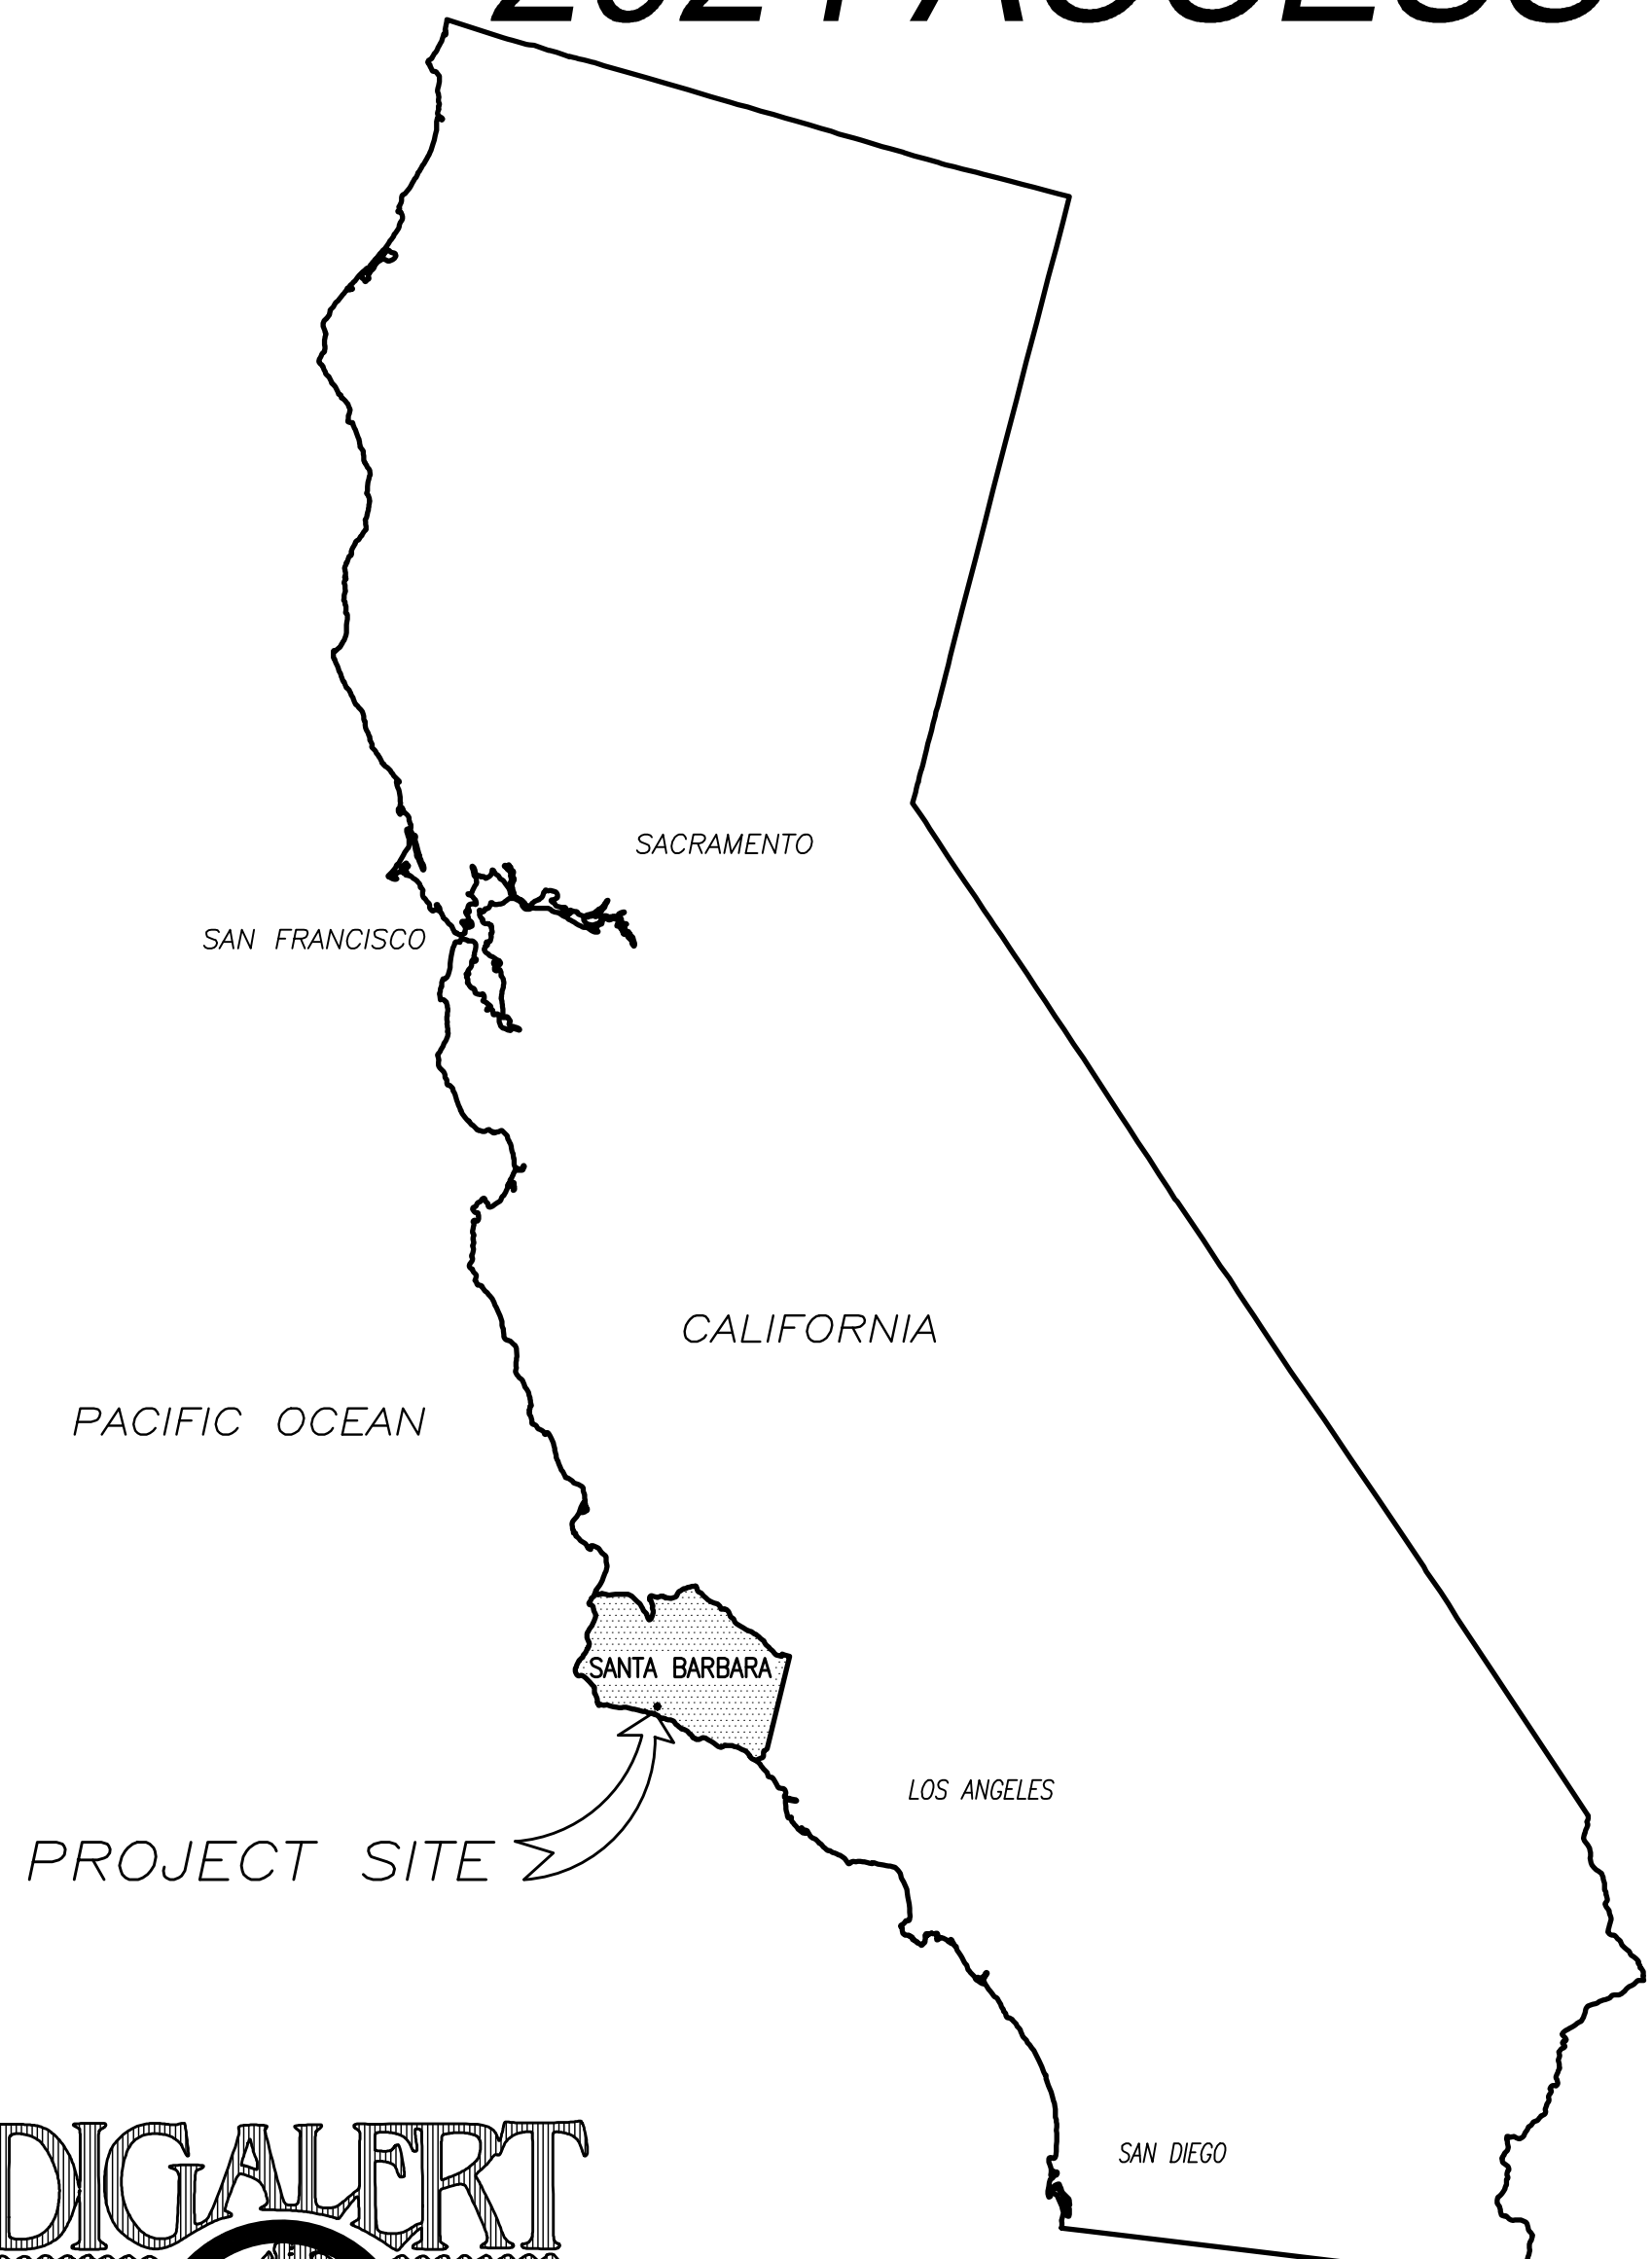 SACRAMENTO
SAN FRANCISCO
CALIFORNIA
PACIFIC OCEAN
SANTA BARBARA
LOS ANGELES
PROJECT SITE
SAN DIEGO
DIGALERT